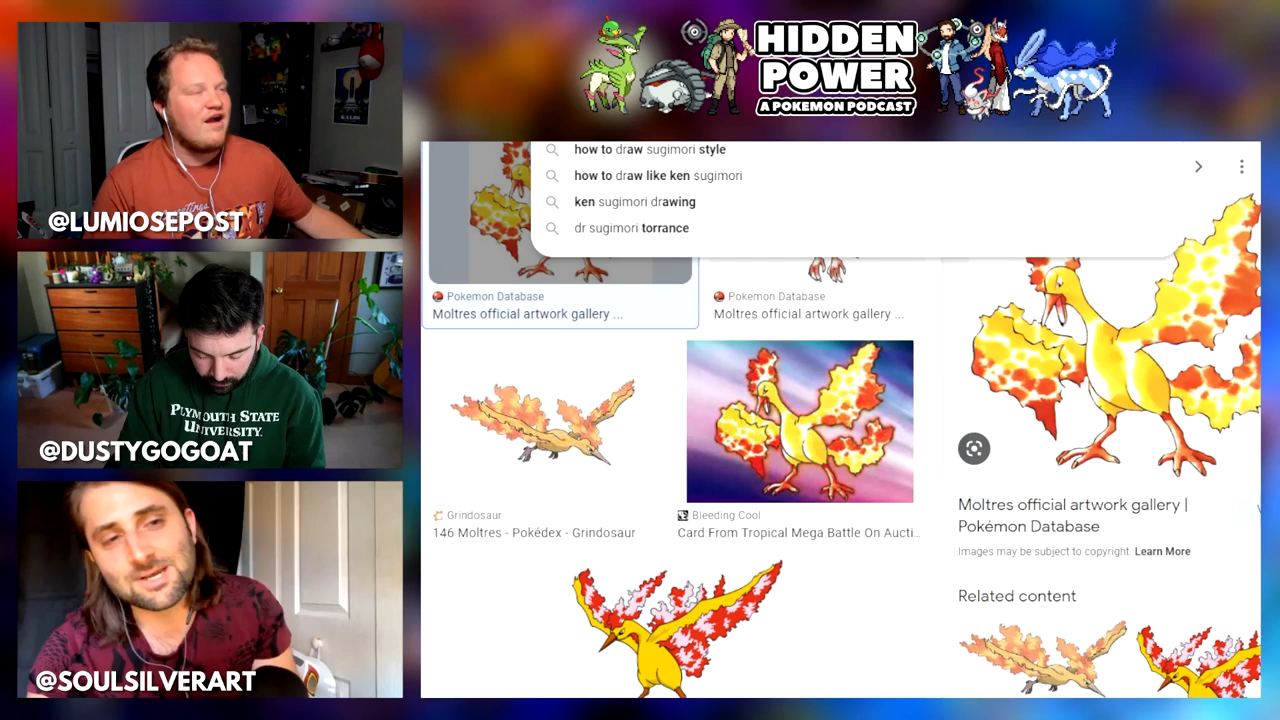 HIDDEN
POWER
A POKEMON PODCAST
@LUMIOSEPOST
KALOS
PLYMOUTH STATE
UNIVERSITY.
@DUSTYGOGOAT
@SOULSILVERART
how to draw sugimori style
how to draw like ken sugimori
ken sugimori drawing
dr sugimori torrance
Pokemon Database
Moltres official artwork gallery ...
Pokemon Database
Moltres official artwork gallery ...
Grindosaur
146 Moltres - Pokédex - Grindosaur
Bleeding Cool
Card From Tropical Mega Battle On Aucti...
Moltres official artwork gallery |
Pokémon Database
Images may be subject to copyright. Learn More
Related content